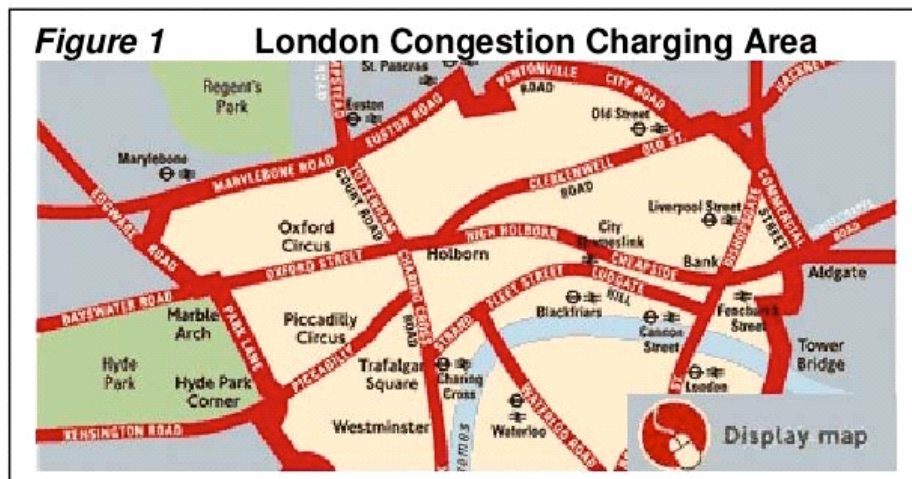 Figure 1 London Congestion Charging Area
Regent's
Park
St. Pancras
Euston
PENTONVILLE
ROAD
CITY ROAD
Old Street
Marylebone
MARYLEBONE ROAD
EUSTON ROAD
TOTTENHAM
COURT ROAD
CLERKENWELL
ROAD
OLD ST.
EDGWARE
ROAD
Oxford
Circus
OXFORD STREET
Holborn
HIGH HOLBORN
City
Thameslink
CHEAPSIDE
Liverpool Street
BISHOPSGATE
COMMERCIAL
STREET
ROAD
Bank
Aldgate
BAYSWATER ROAD
Marble
Arch
PARK LANE
Piccadilly
Circus
PICCADILLY
CHARING CROSS
ROAD
STRAND
FLEET STREET
LUDGATE
HILL
Blackfriars
Cannon
Street
Fenchurch
Street
Tower
Bridge
Hyde
Park
Hyde Park
Corner
Trafalgar
Square
Charing
Cross
Westminster
KENSINGTON ROAD
WATERLOO ROAD
Waterloo
London
ST.
Display map